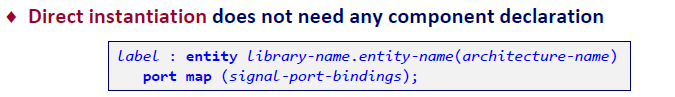 ♦ Direct instantiation does not need any component declaration
label : entity library-name.entity-name(architecture-name)
port map (signal-port-bindings);